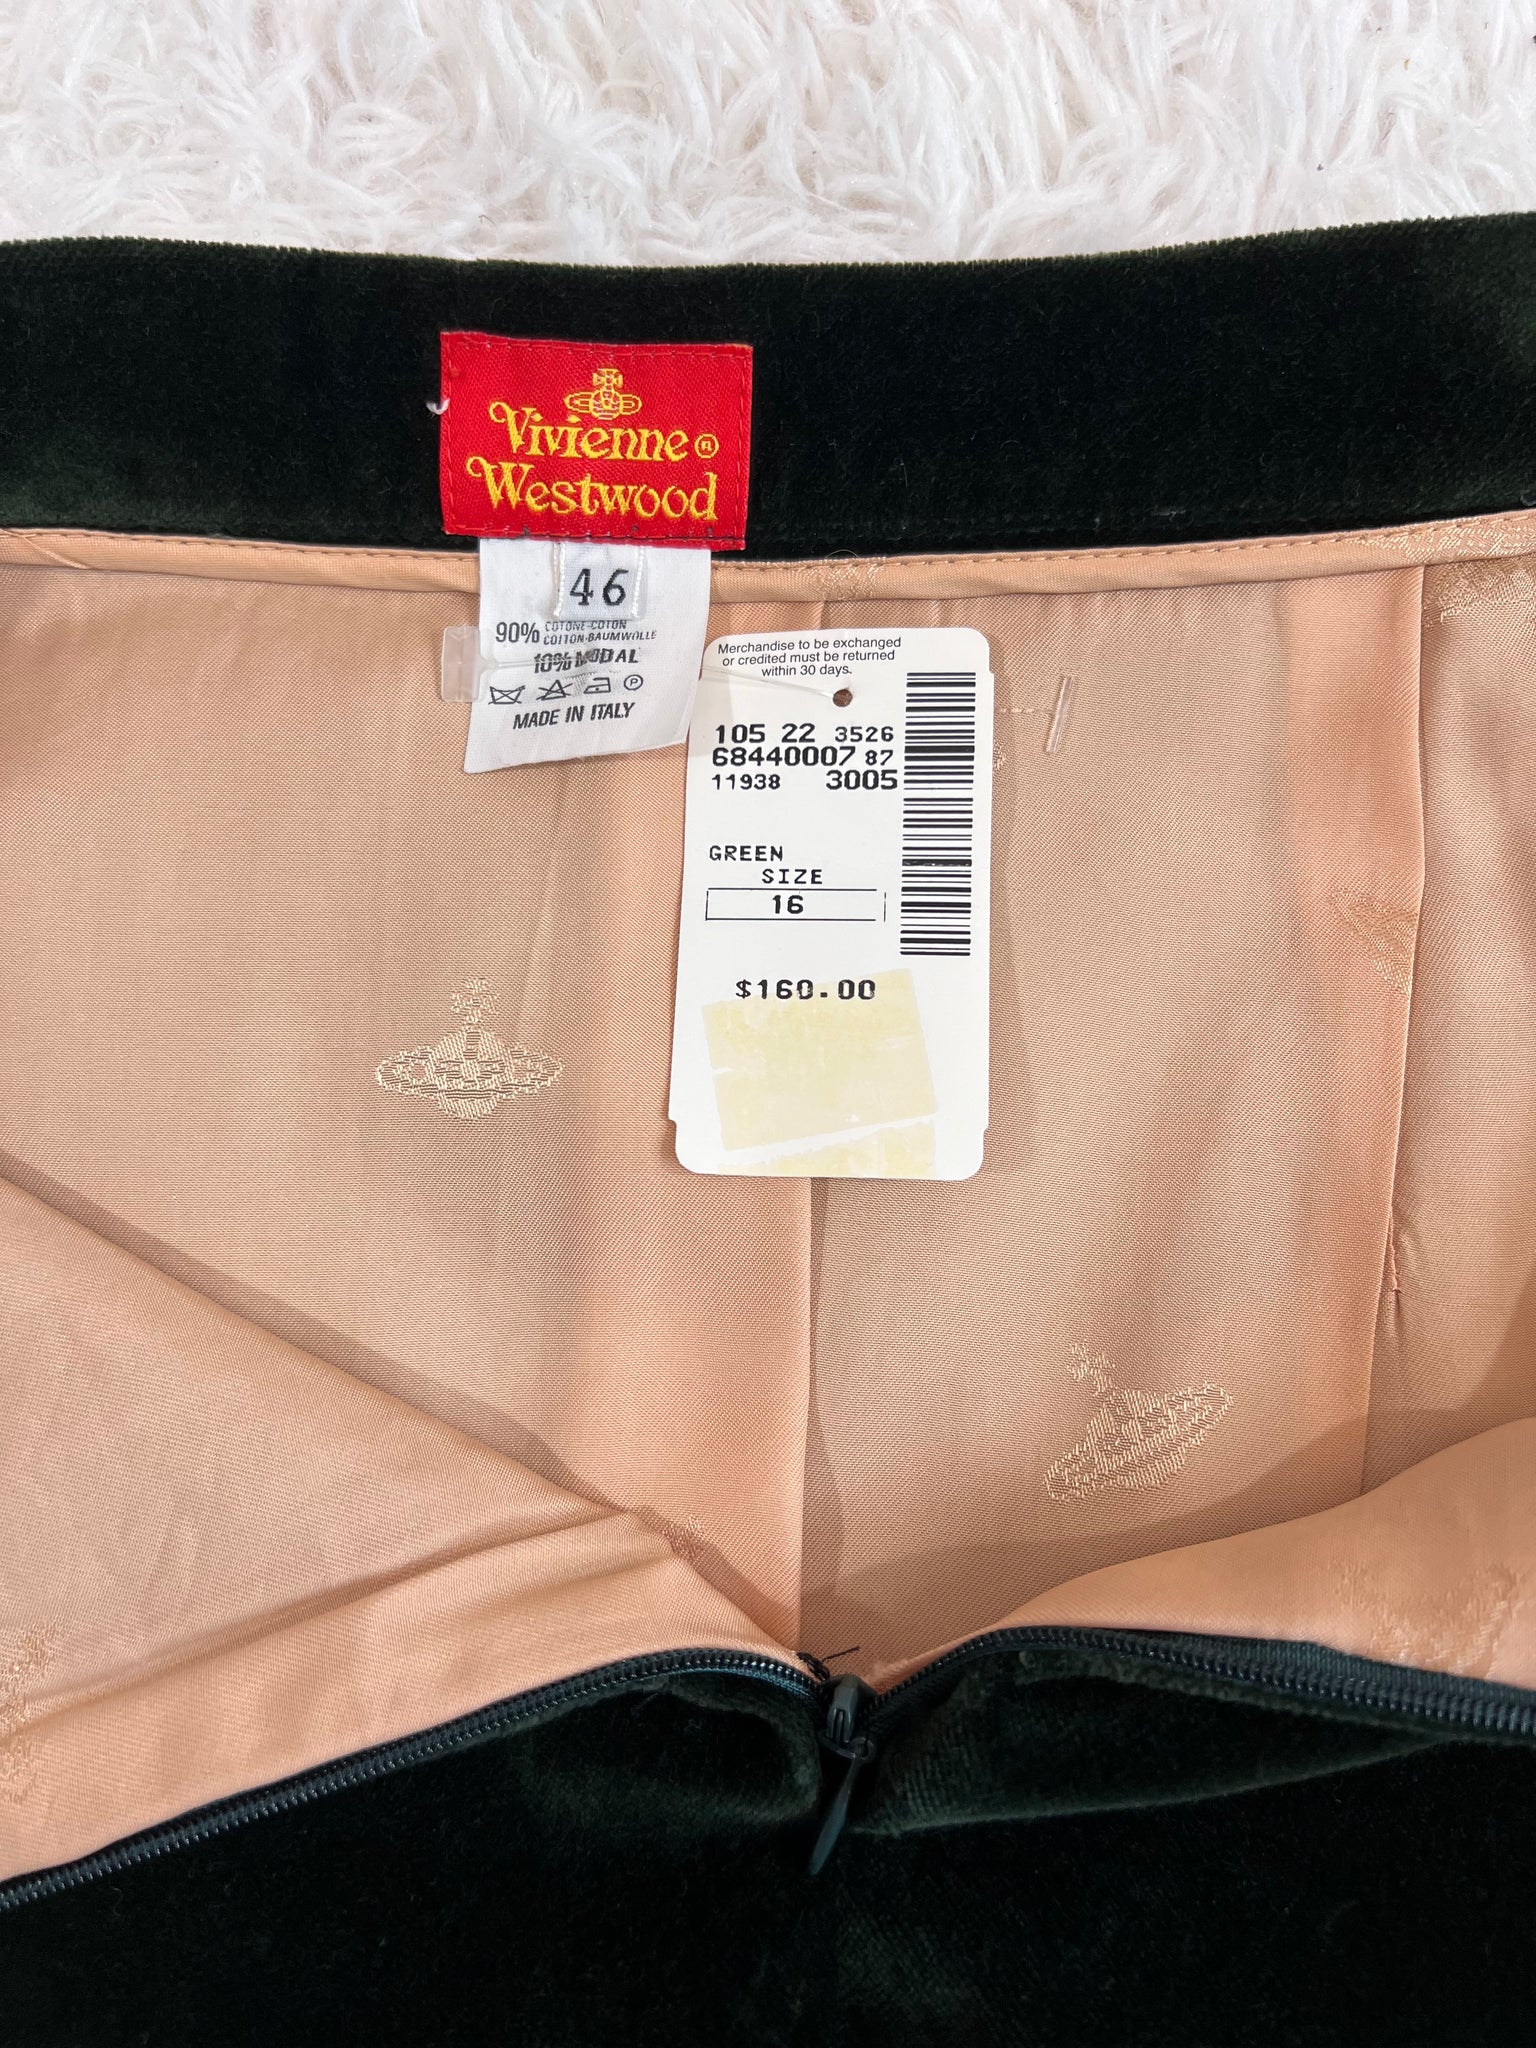 Vivienne®
Westwood
46
90% COTONE-COTON
COTTON-BAUMWOLLE
10% MODAL
MADE IN ITALY
Merchandise to be exchanged
or credited must be returned
within 30 days.
105 22 3526
68440007 87
11938 3005
GREEN
SIZE
16
$160.00